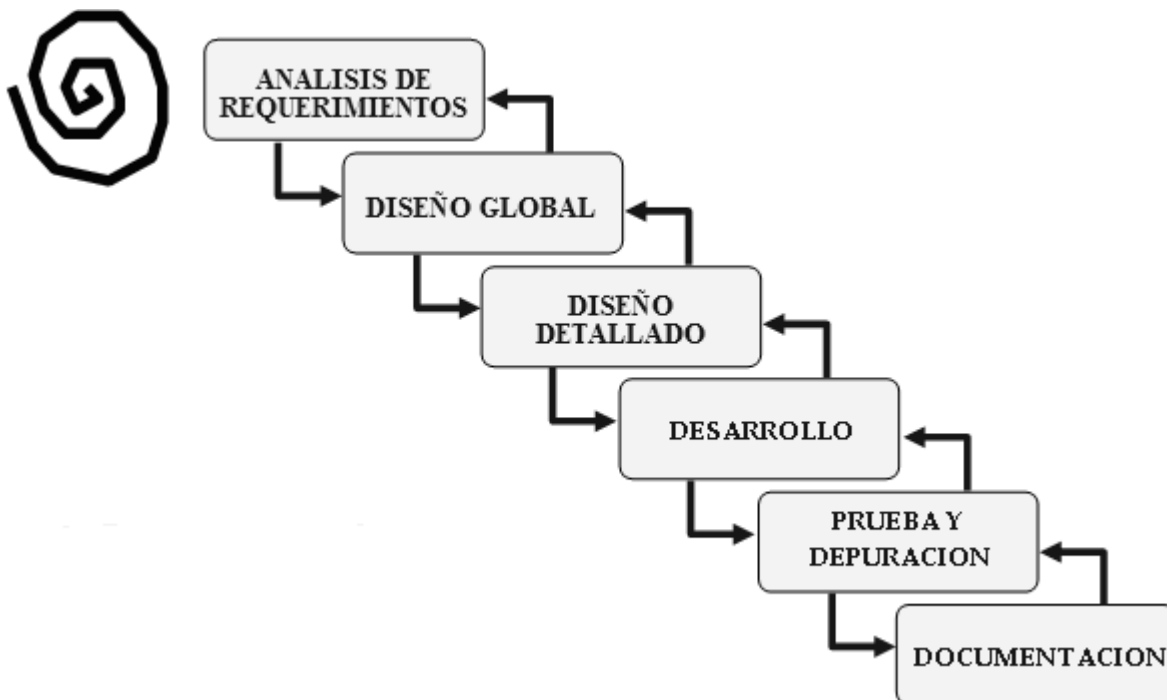 ANALISIS DE
REQUERIMIENTOS
DISEÑO GLOBAL
DISEÑO
DETALLADO
DESARROLLO
PRUEBA Y
DEPURACION
DOCUMENTACION